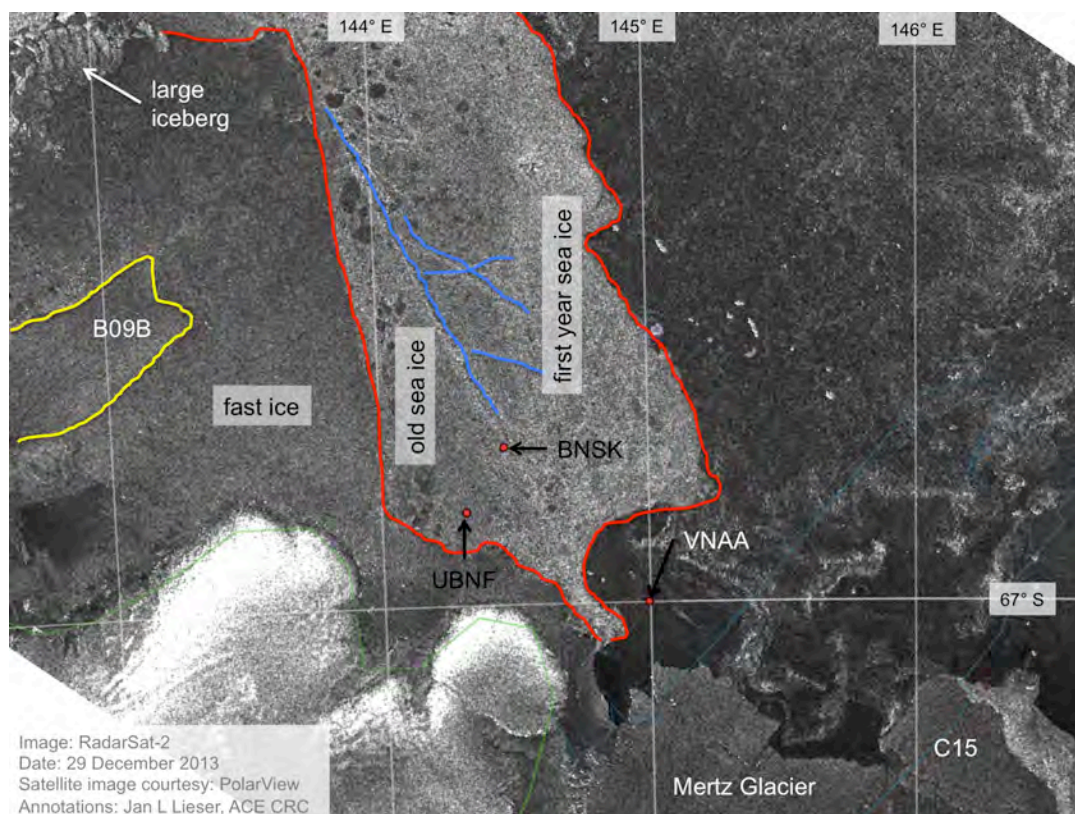 144° E
145° E
146° E
large
iceberg
B09B
fast ice
old sea ice
first year sea ice
BNSK
UBNF
VNAA
67° S
C15
Mertz Glacier
Image: RadarSat-2
Date: 29 December 2013
Satellite image courtesy: PolarView
Annotations: Jan L Lieser, ACE CRC